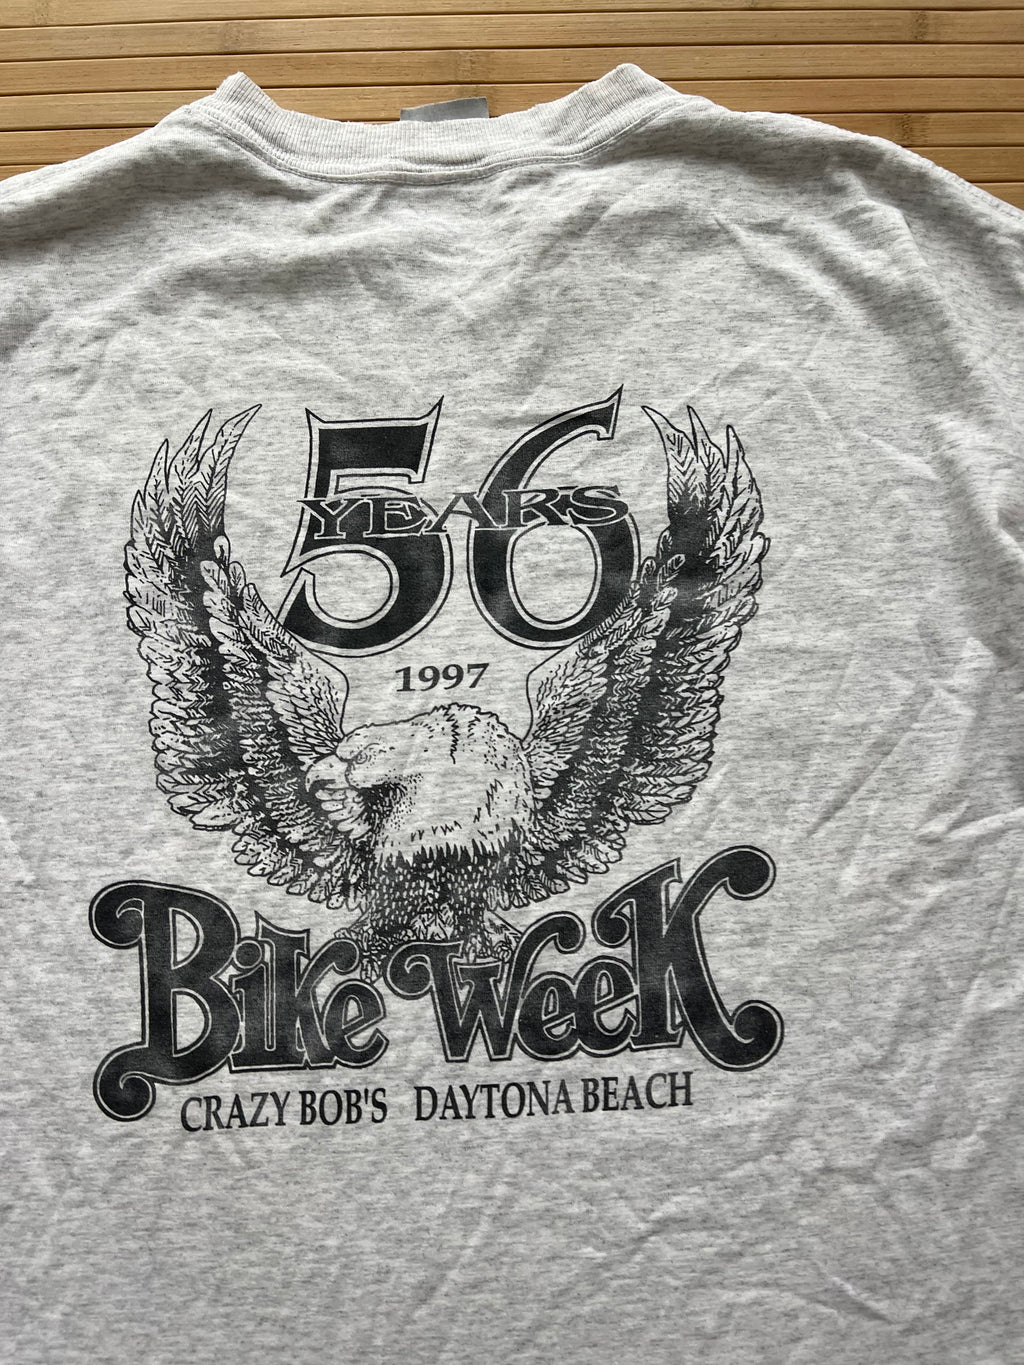 56
YEARS
1997
Bike Week
CRAZY BOB'S DAYTONA BEACH